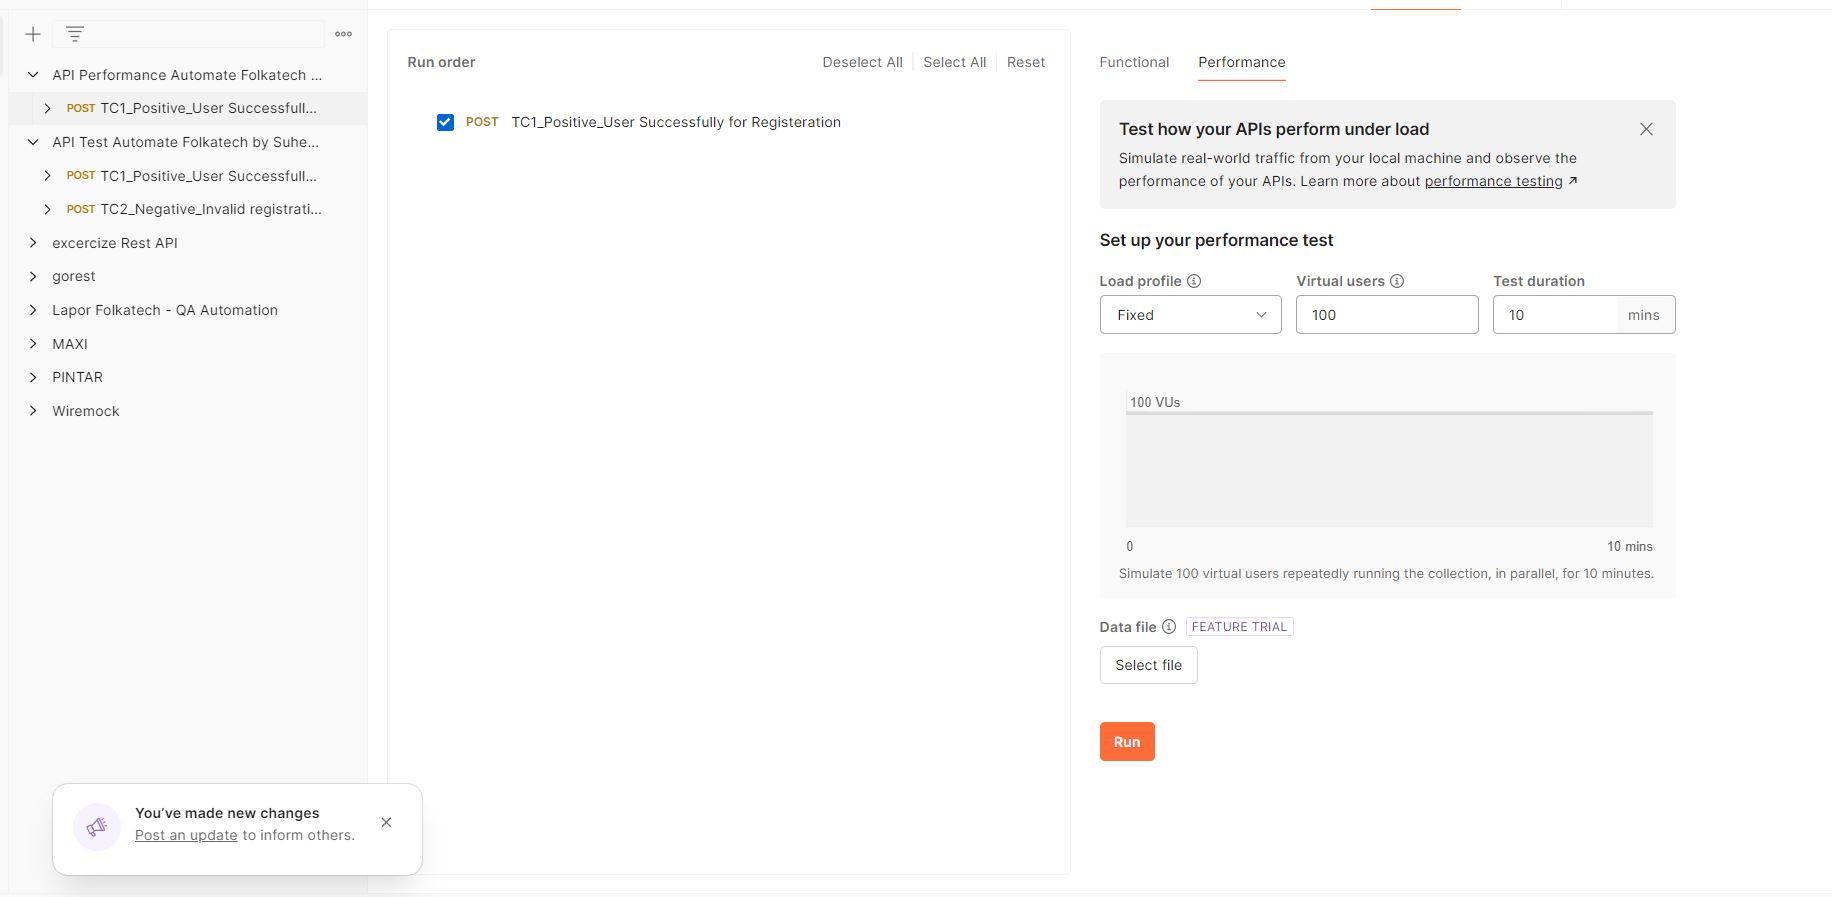 API Performance Automate Folkatech ...
POST TC1_Positive_User Successfull...
API Test Automate Folkatech by Suhe...
POST TC1_Positive_User Successfull...
POST TC2_Negative_Invalid registrati...
excercize Rest API
gorest
Lapor Folkatech - QA Automation
MAXI
PINTAR
Wiremock
You've made new changes
Post an update to inform others.
Run order
Deselect All Select All Reset
POST TC1_Positive_User Successfully for Registeration
Functional Performance
Test how your APIs perform under load
Simulate real-world traffic from your local machine and observe the
performance of your APIs. Learn more about performance testing ↗
Set up your performance test
Load profile Virtual users Test duration
Fixed 100 10 mins
100 VUs
0 10 mins
Simulate 100 virtual users repeatedly running the collection, in parallel, for 10 minutes.
Data file FEATURE TRIAL
Select file
Run